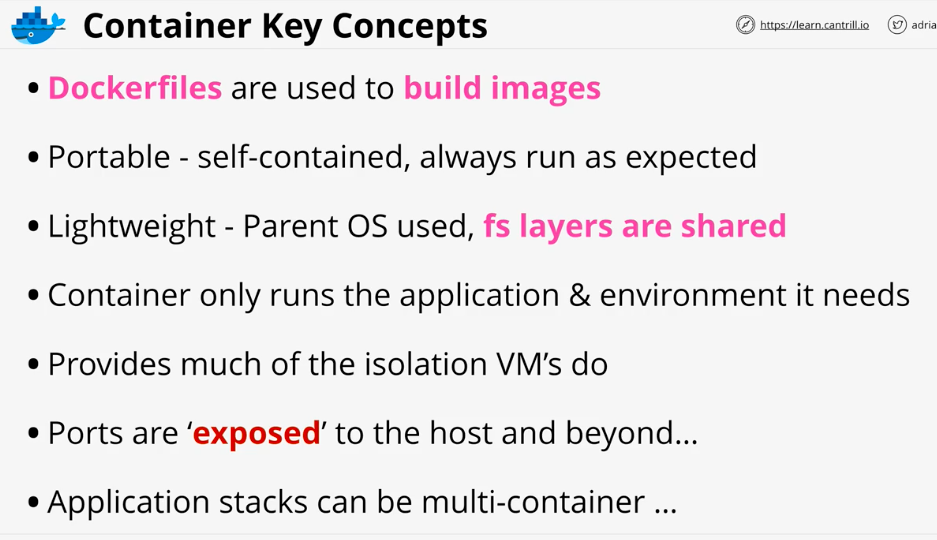 Container Key Concepts
https://learn.cantrill.io
adria
• Dockerfiles are used to build images
• Portable - self-contained, always run as expected
• Lightweight - Parent OS used, fs layers are shared
• Container only runs the application & environment it needs
• Provides much of the isolation VM’s do
• Ports are ‘exposed’ to the host and beyond...
• Application stacks can be multi-container ...